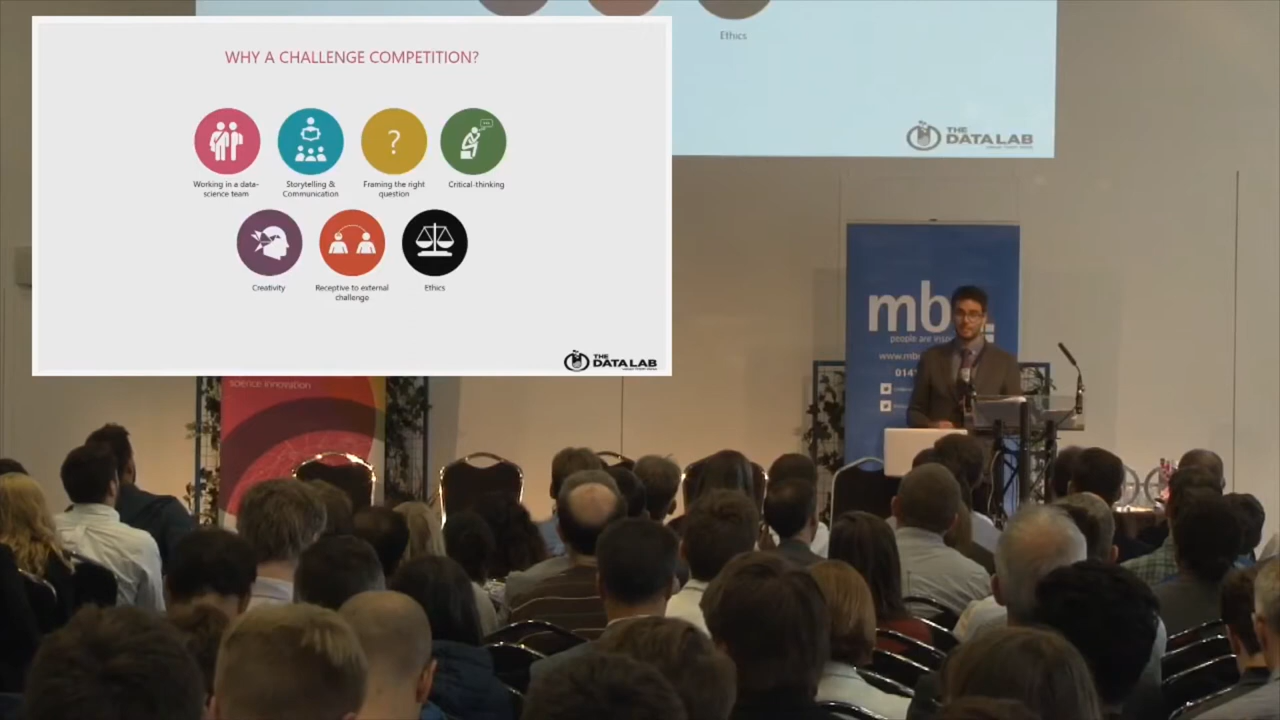 WHY A CHALLENGE COMPETITION?
?
Working in a data-
science team
Storytelling &
Communication
Framing the right
question
Critical-thinking
Creativity
Receptive to external
challenge
Ethics
THE
DATA LAB
Ethics
THE
DATA LAB
science innovation
mb
people are
www.mb
014